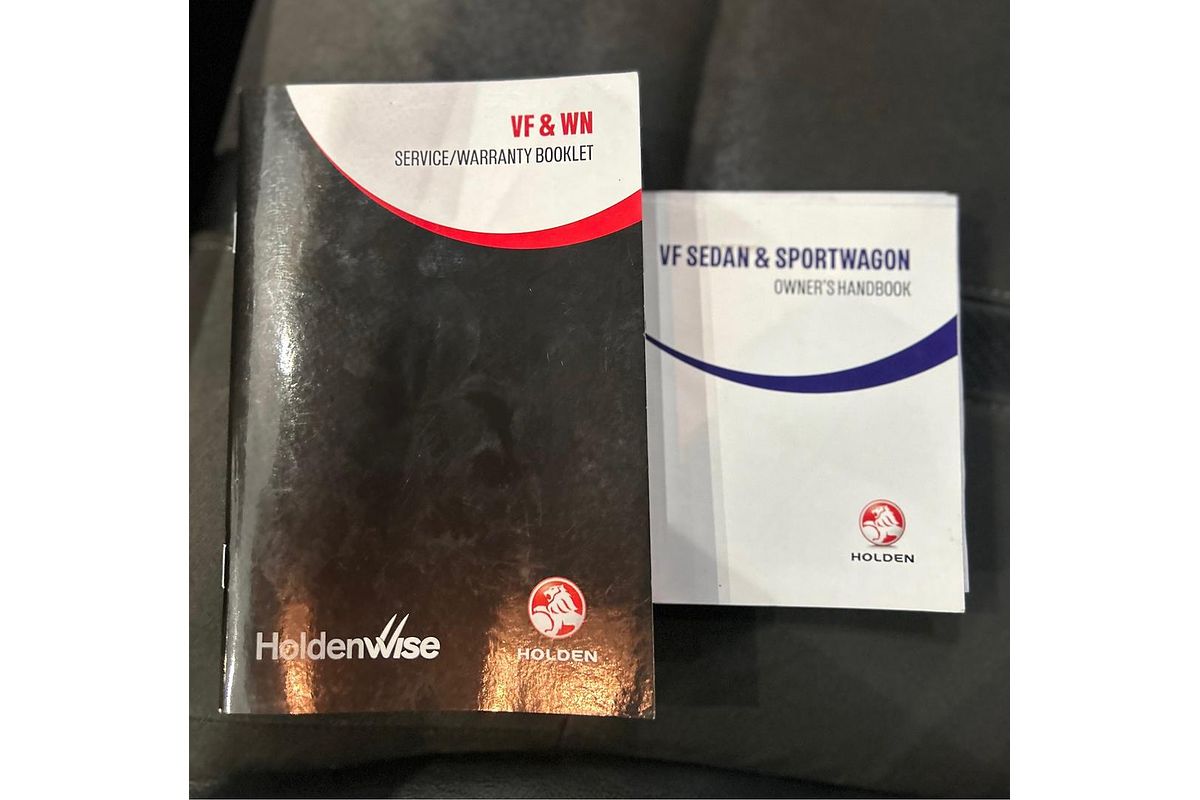 VF & WN
SERVICE/WARRANTY BOOKLET
HoldenWise
HOLDEN
VF SEDAN & SPORTWAGON
OWNER'S HANDBOOK
HOLDEN